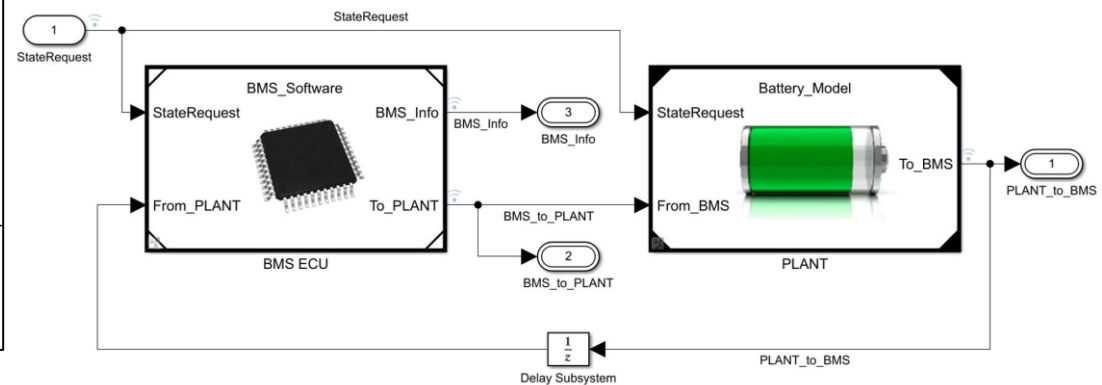 StateRequest
1
StateRequest
BMS_Software
StateRequest
BMS_Info
From_PLANT
To_PLANT
BMS ECU
BMS_Info
3
BMS_Info
BMS_to_PLANT
2
BMS_to_PLANT
Battery_Model
StateRequest
To_BMS
From_BMS
PLANT
1
PLANT_to_BMS
1
z
Delay Subsystem
PLANT_to_BMS